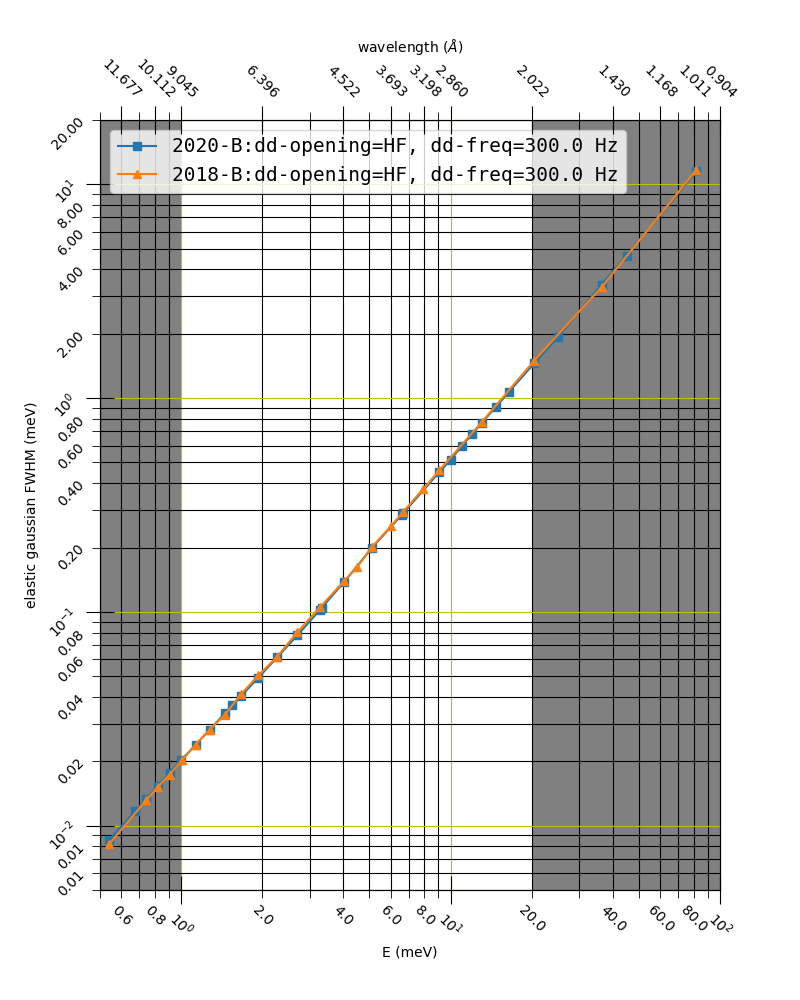 wavelength (Å)
11.677 10.112 9.045 6.396 4.522 3.693 3.198 2.860 2.022 1.430 1.168 1.011 0.904
2020-B:dd-opening=HF, dd-freq=300.0 Hz
2018-B:dd-opening=HF, dd-freq=300.0 Hz
20.00
10¹
8.00
6.00
4.00
2.00
10⁰
0.80
0.60
0.40
0.20
10⁻¹
0.08
0.06
0.04
0.02
10⁻²
0.01
0.01
elastic gaussian FWHM (meV)
0.6 0.8 10⁰ 2.0 4.0 6.0 8.0 10¹ 20.0 40.0 60.0 80.0 10²
E (meV)